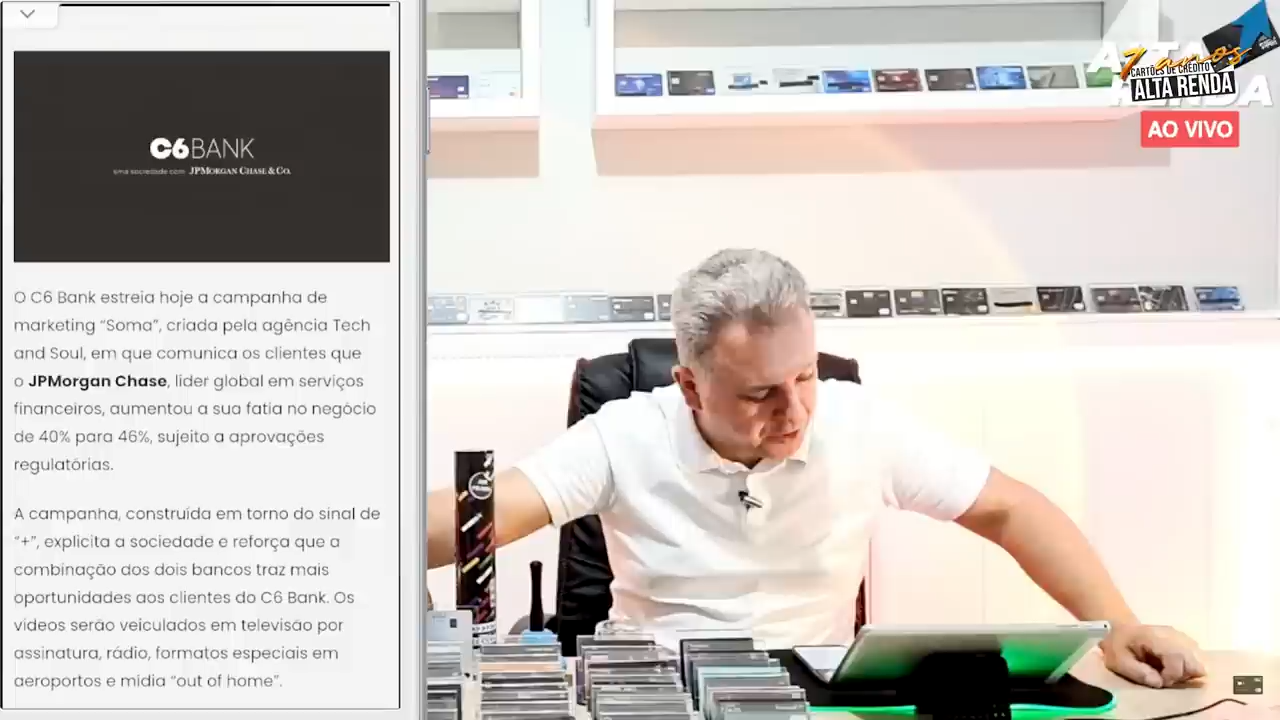 C6BANK
uma sociedade com JPMORGAN CHASE & CO.
O C6 Bank estreia hoje a campanha de
marketing “Soma”, criada pela agência Tech
and Soul, em que comunica os clientes que
o JPMorgan Chase, líder global em serviços
financeiros, aumentou a sua fatia no negócio
de 40% para 46%, sujeito a aprovações
regulatórias.
A campanha, construída em torno do sinal de
“+”, explicita a sociedade e reforça que a
combinação dos dois bancos traz mais
oportunidades aos clientes do C6 Bank. Os
vídeos serão veiculados em televisão por
assinatura, rádio, formatos especiais em
aeroportos e mídia “out of home”.
7 anos
CARTÕES DE CRÉDITO
ALTA RENDA
AO VIVO